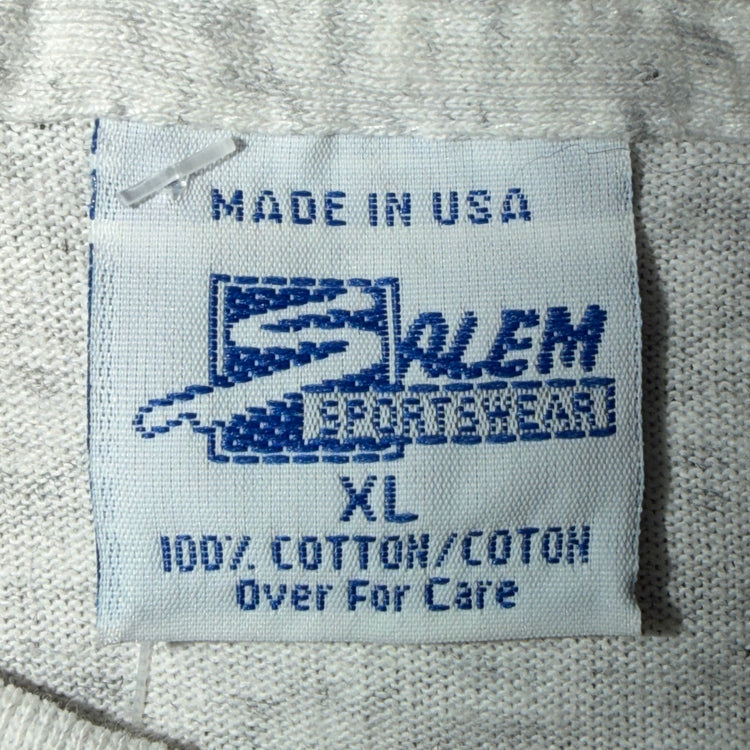 MADE IN USA
SALEM
SPORTSWEAR
XL
100% COTTON/COTON
Over For Care